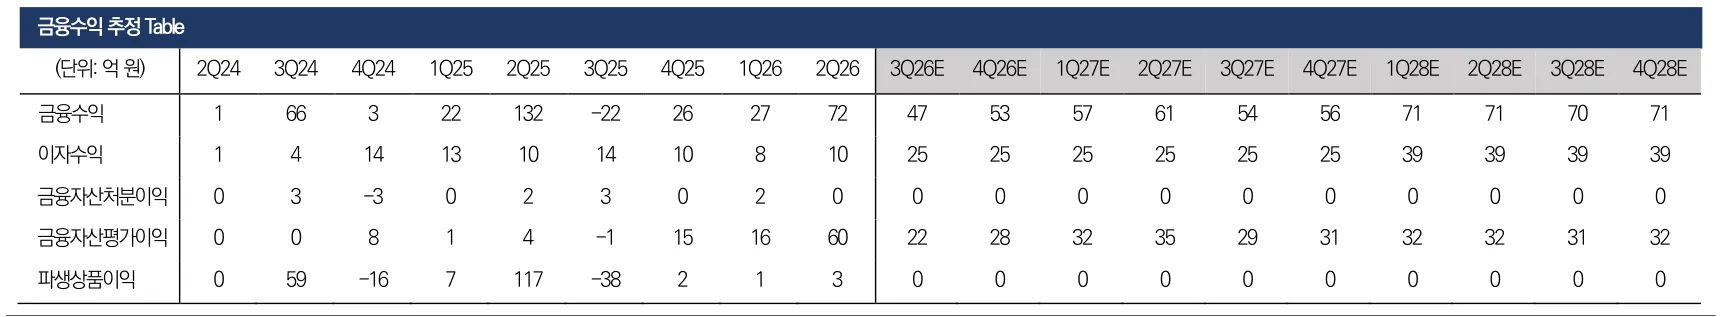 금융수익 추정 Table
(단위: 억 원) 2Q24 3Q24 4Q24 1Q25 2Q25 3Q25 4Q25 1Q26 2Q26 3Q26E 4Q26E 1Q27E 2Q27E 3Q27E 4Q27E 1Q28E 2Q28E 3Q28E 4Q28E
금융수익 1 66 3 22 132 -22 26 27 72 47 53 57 61 54 56 71 71 70 71
이자수익 1 4 14 13 10 14 10 8 10 25 25 25 25 25 25 39 39 39 39
금융자산처분이익 0 3 -3 0 2 3 0 2 0 0 0 0 0 0 0 0 0 0 0
금융자산평가이익 0 0 8 1 4 -1 15 16 60 22 28 32 35 29 31 32 32 31 32
파생상품이익 0 59 -16 7 117 -38 2 1 3 0 0 0 0 0 0 0 0 0 0